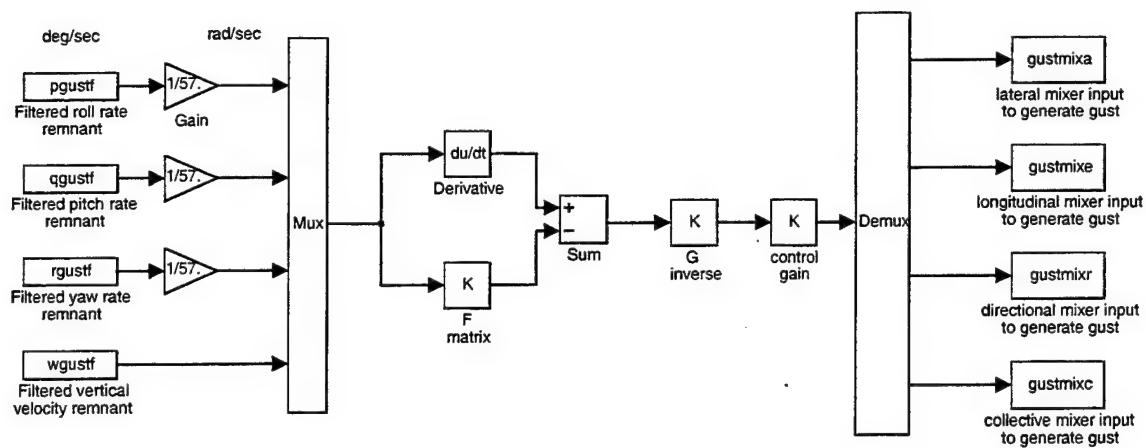 deg/sec
rad/sec
pgustf
1/57.
Filtered roll rate
remnant
Gain
qgustf
1/57.
Filtered pitch rate
remnant
rgustf
1/57.
Filtered yaw rate
remnant
wgustf
Filtered vertical
velocity remnant
Mux
du/dt
Derivative
K
F
matrix
+
−
Sum
K
G
inverse
K
control
gain
Demux
gustmixa
lateral mixer input
to generate gust
gustmixe
longitudinal mixer input
to generate gust
gustmixr
directional mixer input
to generate gust
gustmixc
collective mixer input
to generate gust